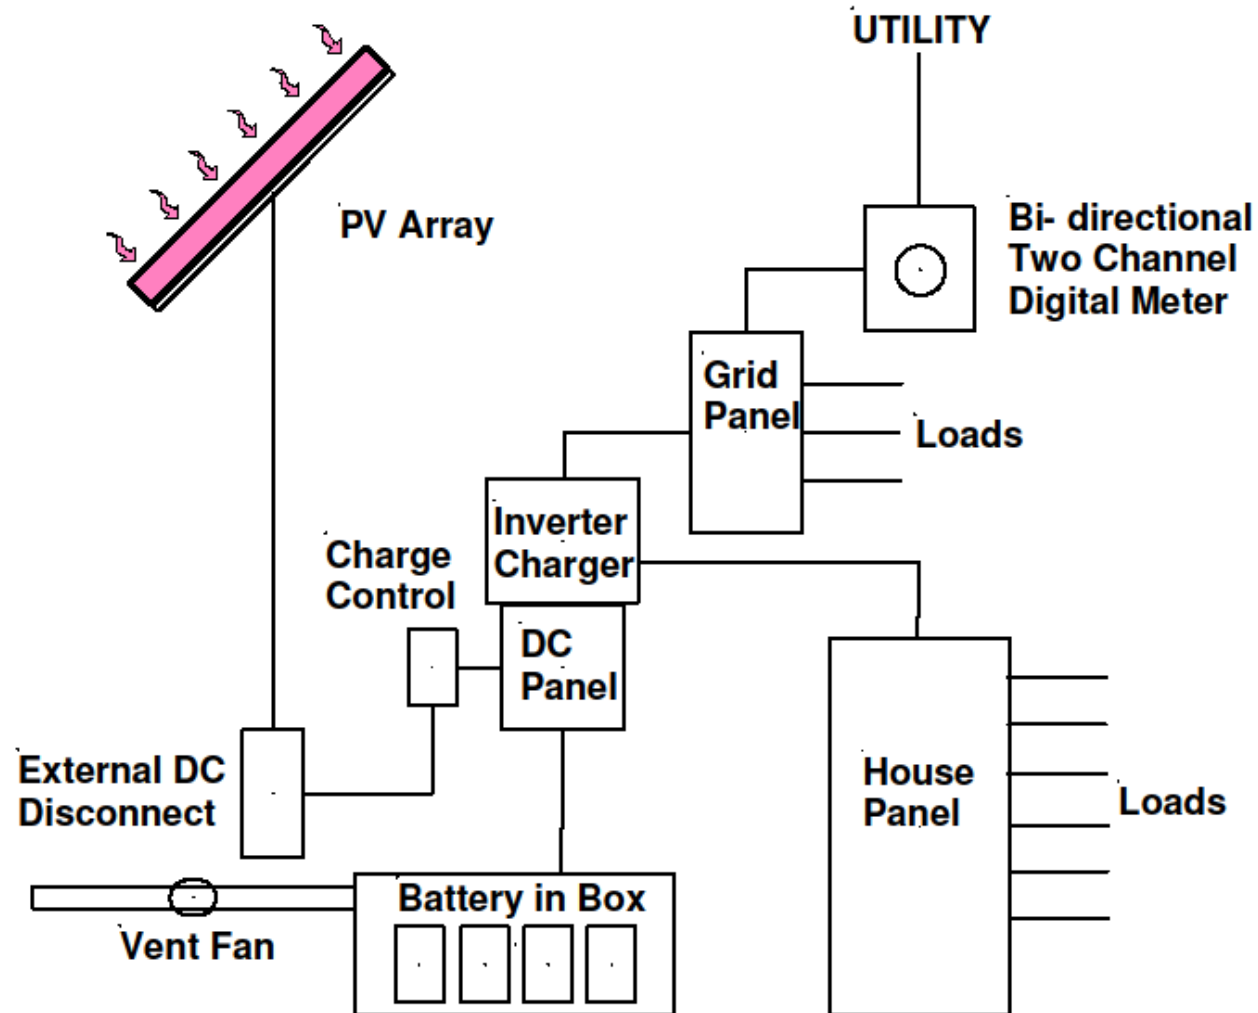 UTILITY
PV Array
Bi- directional
Two Channel
Digital Meter
Grid
Panel
Loads
Inverter
Charger
Charge
Control
DC
Panel
External DC
Disconnect
House
Panel
Loads
Battery in Box
Vent Fan